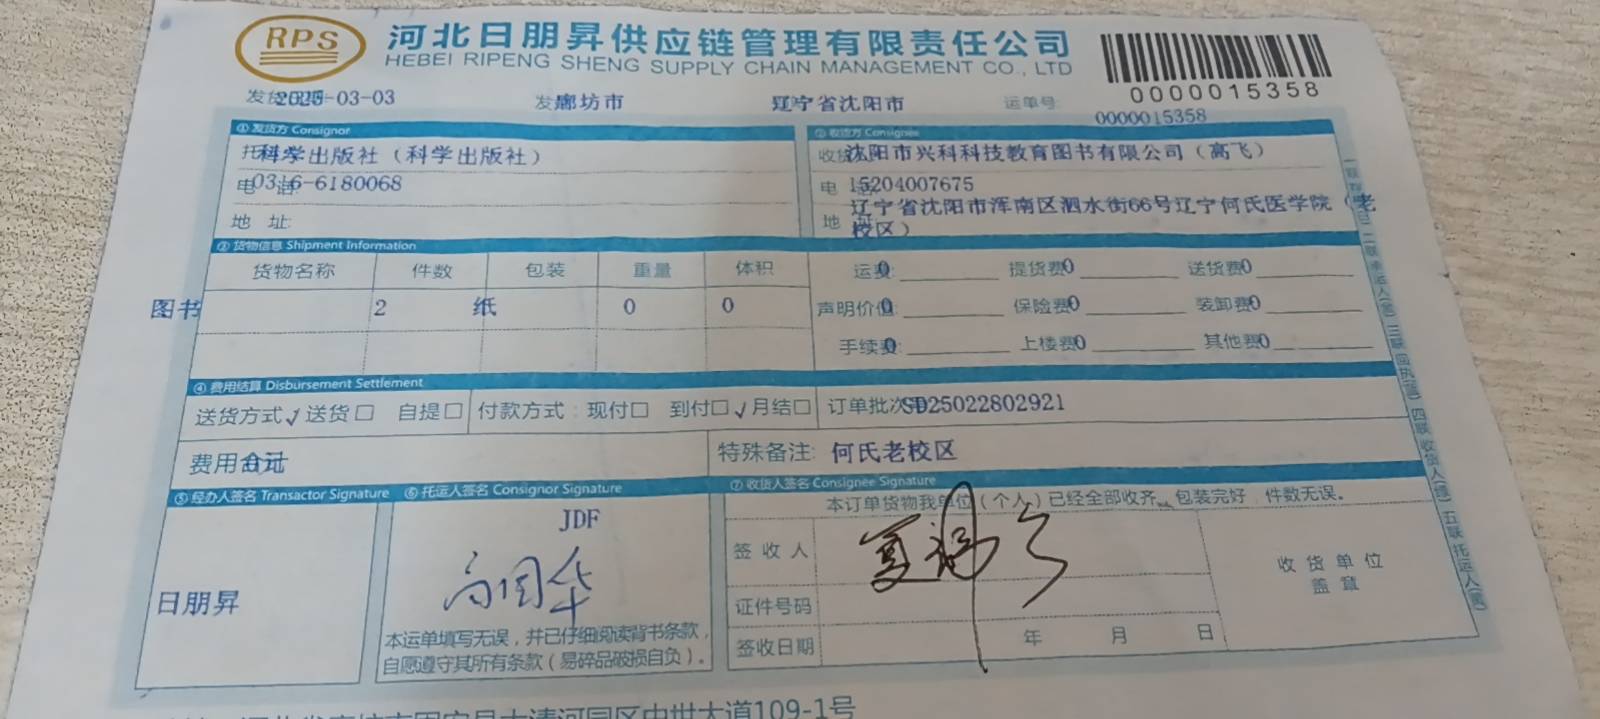 RPS
河北日朋昇供应链管理有限责任公司
HEBEI RIPENG SHENG SUPPLY CHAIN MANAGEMENT CO., LTD
0000015358
2025-03-03 廊坊市 辽宁省沈阳市 运单号: 0000015358
① 发货方 Consignor
科学出版社（科学出版社）
电 0316-6180068
地 址:
② 收货方 Consignee
收货 沈阳市兴科科技教育图书有限公司（高飞）
电 15204007675
地 址 辽宁省沈阳市浑南区泗水街66号辽宁何氏医学院（老
校区）
③ 货物信息 Shipment Information
货物名称 件数 包装 重量 体积
图书 2 纸 0 0
运费:0 提货费0 送货费0
声明价值:0 保险费0 装卸费0
手续费:0 上楼费0 其他费0
④ 费用结算 Disbursement Settlement
送货方式 ✓送货□ 自提□ 付款方式：现付□ 到付□ ✓月结□ 订单批次 SD25022802921
费用合计 特殊备注: 何氏老校区
⑤ 经办人签名 Transactor Signature
日朋昇
⑥ 托运人签名 Consignor Signature
JDF
本运单填写无误，并已仔细阅读背书条款，
自愿遵守其所有条款（易碎品破损自负）。
⑦ 收货人签名 Consignee Signature
本订单货物我单位（个人）已经全部收齐，包装完好，件数无误。
签 收 人
证件号码
签收日期 年 月 日
收 货 单 位
盖 章